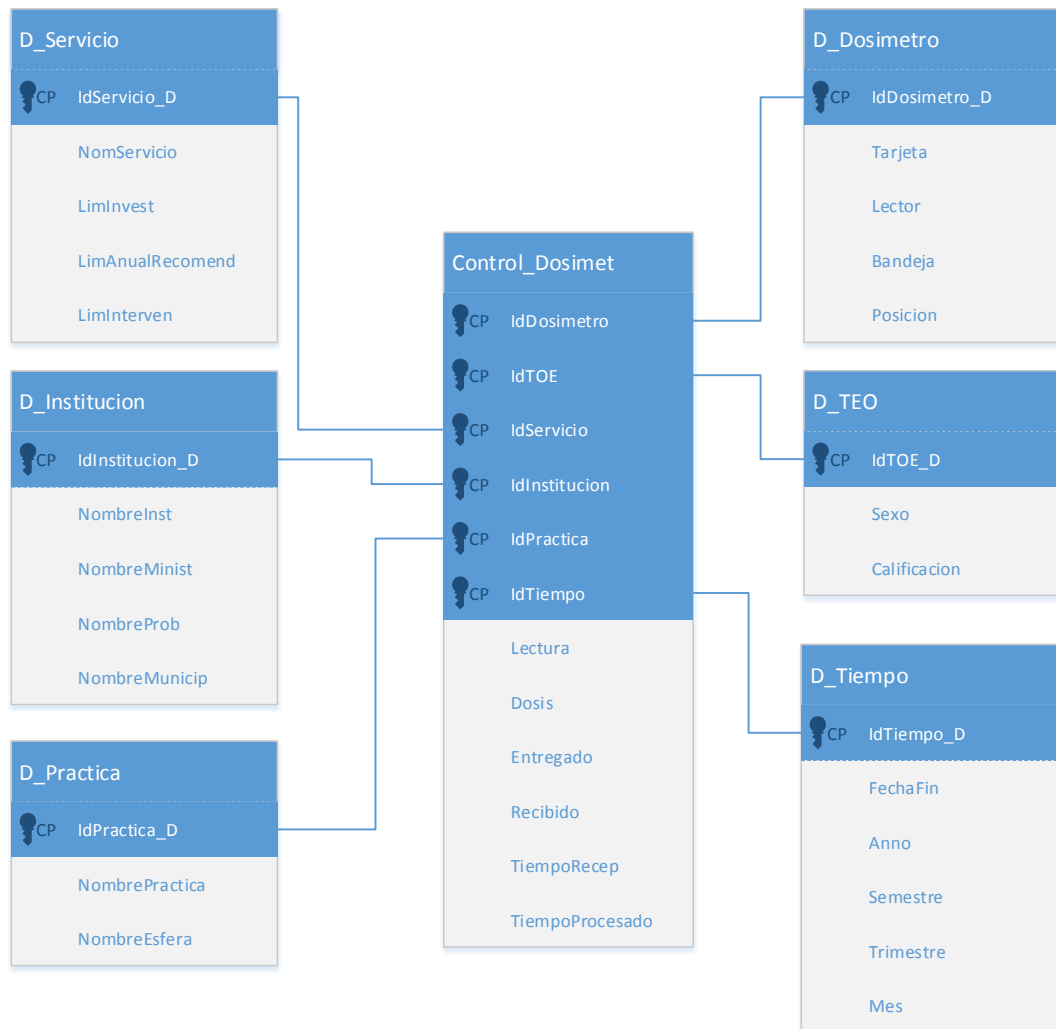 D_Servicio
CP IdServicio_D
NomServicio
LimInvest
LimAnualRecomend
LimInterven
D_Institucion
CP IdInstitucion_D
NombreInst
NombreMinist
NombreProb
NombreMunicip
D_Practica
CP IdPractica_D
NombrePractica
NombreEsfera
Control_Dosimet
CP IdDosimetro
CP IdTOE
CP IdServicio
CP IdInstitucion
CP IdPractica
CP IdTiempo
Lectura
Dosis
Entregado
Recibido
TiempoRecep
TiempoProcesado
D_Dosimetro
CP IdDosimetro_D
Tarjeta
Lector
Bandeja
Posicion
D_TEO
CP IdTOE_D
Sexo
Calificacion
D_Tiempo
CP IdTiempo_D
FechaFin
Anno
Semestre
Trimestre
Mes